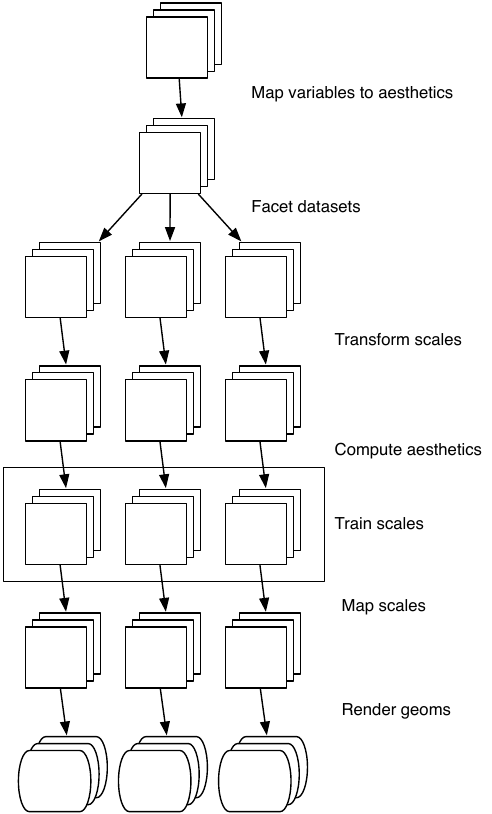 Map variables to aesthetics
Facet datasets
Transform scales
Compute aesthetics
Train scales
Map scales
Render geoms